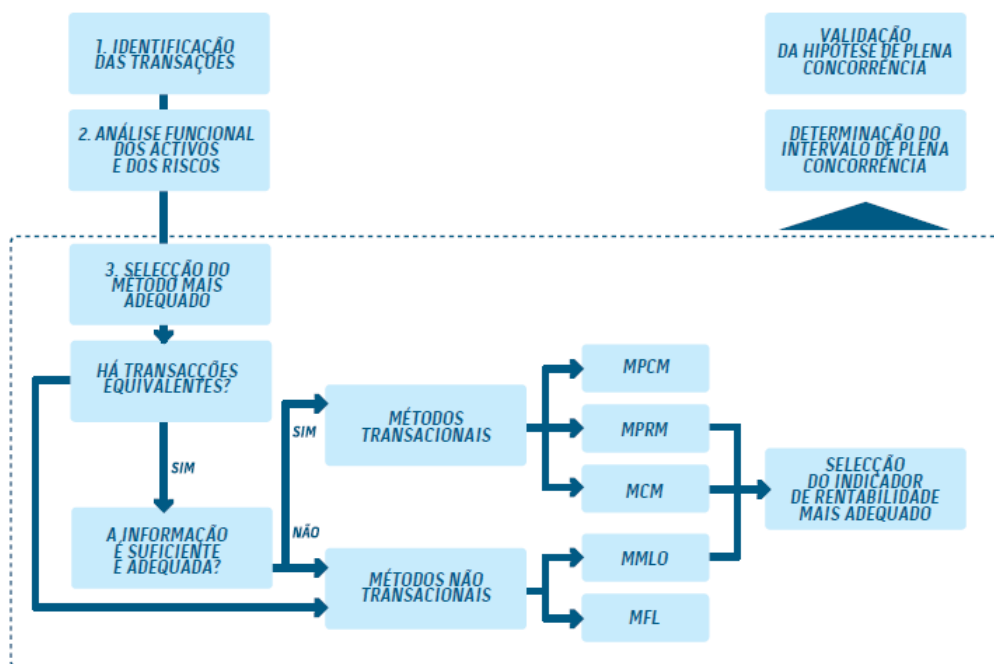 1. IDENTIFICAÇÃO
DAS TRANSAÇÕES
2. ANÁLISE FUNCIONAL
DOS ACTIVOS
E DOS RISCOS
3. SELECÇÃO DO
MÉTODO MAIS
ADEQUADO
HÁ TRANSACÇÕES
EQUIVALENTES?
SIM
A INFORMAÇÃO
É SUFICIENTE
E ADEQUADA?
SIM
NÃO
MÉTODOS
TRANSACIONAIS
MÉTODOS NÃO
TRANSACIONAIS
MPCM
MPRM
MCM
MMLO
MFL
SELECÇÃO
DO INDICADOR
DE RENTABILIDADE
MAIS ADEQUADO
DETERMINAÇÃO DO
INTERVALO DE PLENA
CONCORRÊNCIA
VALIDAÇÃO
DA HIPÓTESE DE PLENA
CONCORRÊNCIA